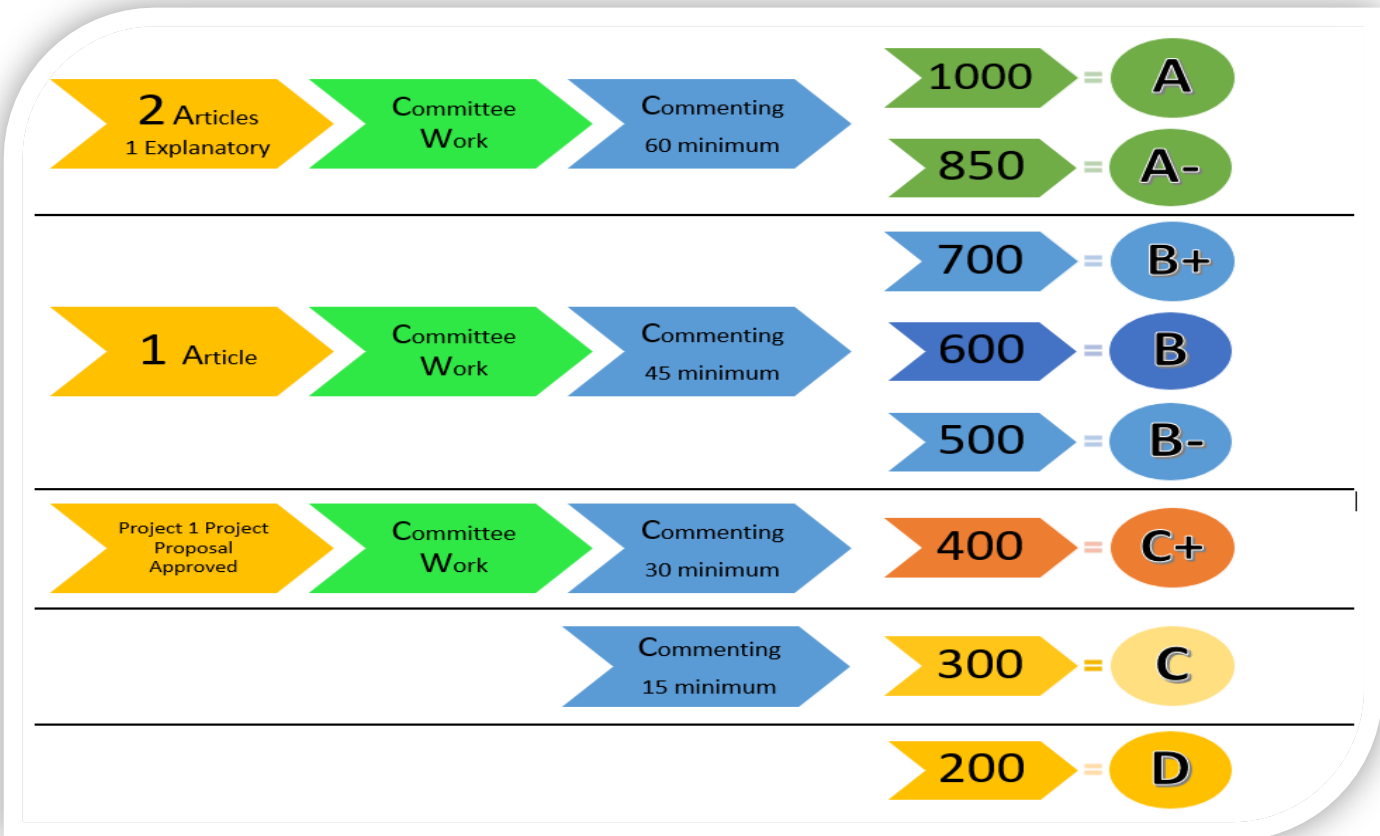 2 Articles
1 Explanatory
Committee
Work
Commenting
60 minimum
1000 = A
850 = A-
1 Article
Committee
Work
Commenting
45 minimum
700 = B+
600 = B
500 = B-
Project 1 Project
Proposal
Approved
Committee
Work
Commenting
30 minimum
400 = C+
Commenting
15 minimum
300 = C
200 = D